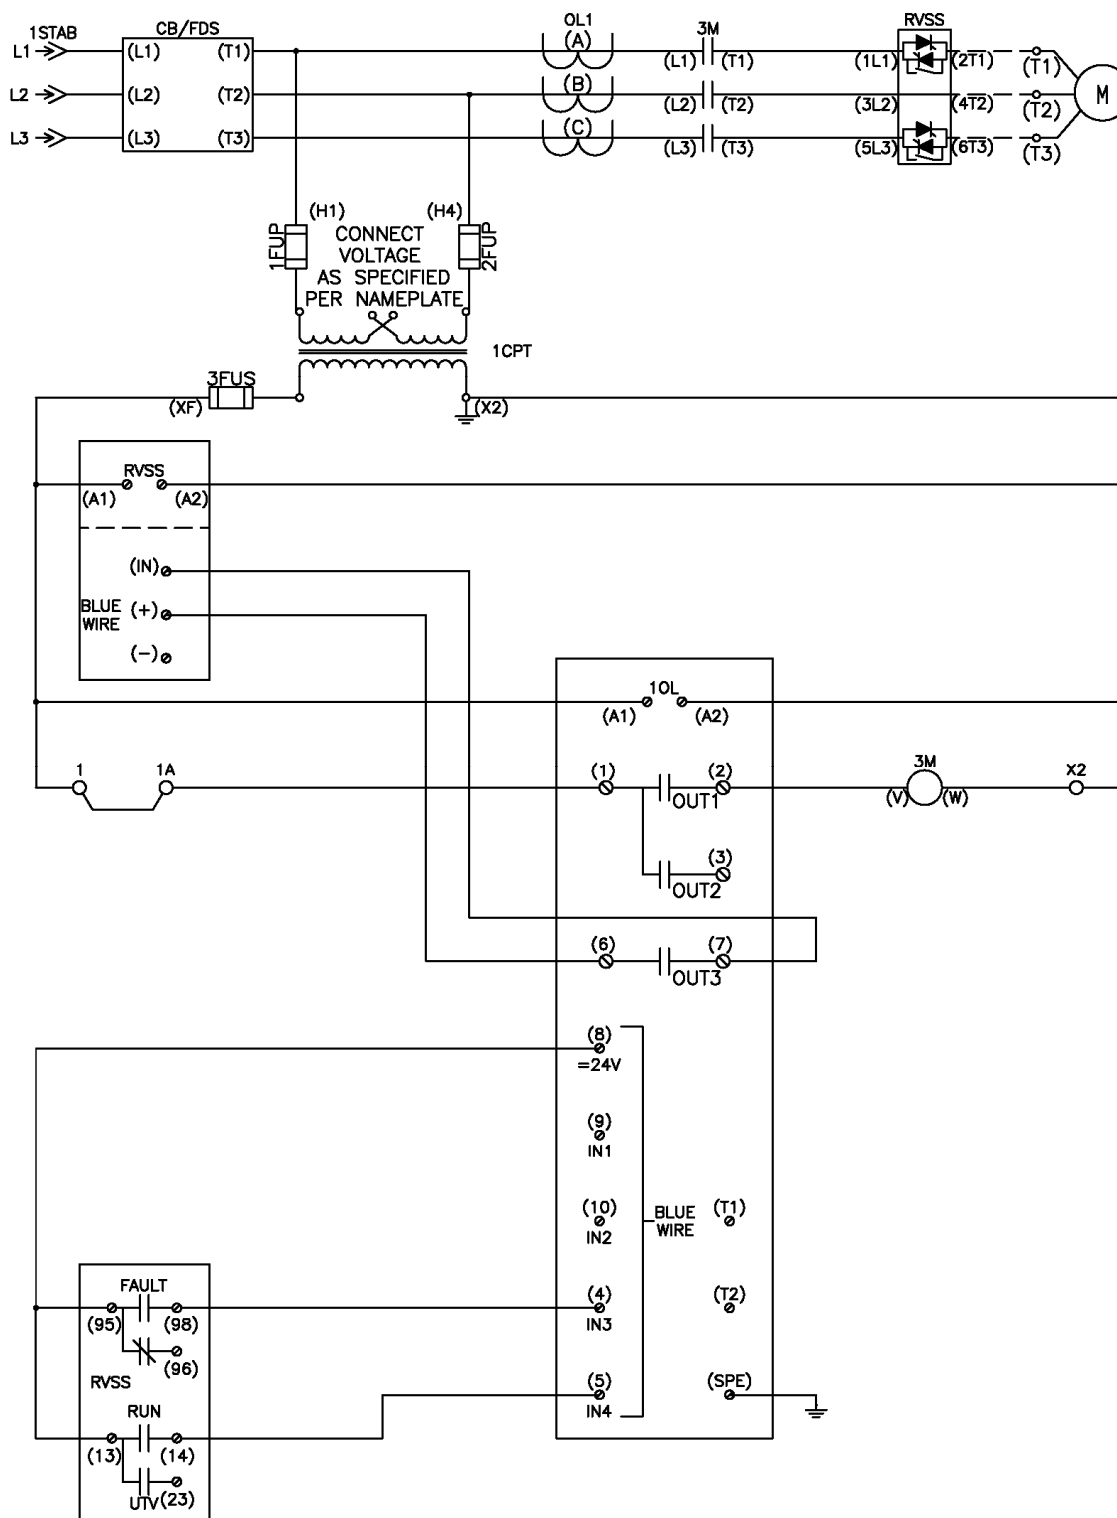 1STAB
CB/FDS
OL1
3M
RVSS
L1
(L1)
(T1)
(A)
(L1)
(T1)
(1L1)
(2T1)
(T1)
L2
(L2)
(T2)
(B)
(L2)
(T2)
(3L2)
(4T2)
(T2)
M
L3
(L3)
(T3)
(C)
(L3)
(T3)
(5L3)
(6T3)
(T3)
(H1)
(H4)
1FUP
CONNECT
VOLTAGE
AS SPECIFIED
PER NAMEPLATE
2FUP
1CPT
3FUS
(XF)
(X2)
RVSS
(A1)
(A2)
(IN)
BLUE
WIRE
(+)
(-)
1OL
(A1)
(A2)
1
1A
(1)
(2)
OUT1
3M
(V)
(W)
X2
(3)
OUT2
(6)
(7)
OUT3
(8)
=24V
(9)
IN1
(10)
IN2
BLUE
WIRE
(T1)
FAULT
(95)
(98)
(4)
IN3
(T2)
(96)
RVSS
RUN
(5)
IN4
(SPE)
(13)
(14)
UTV
(23)